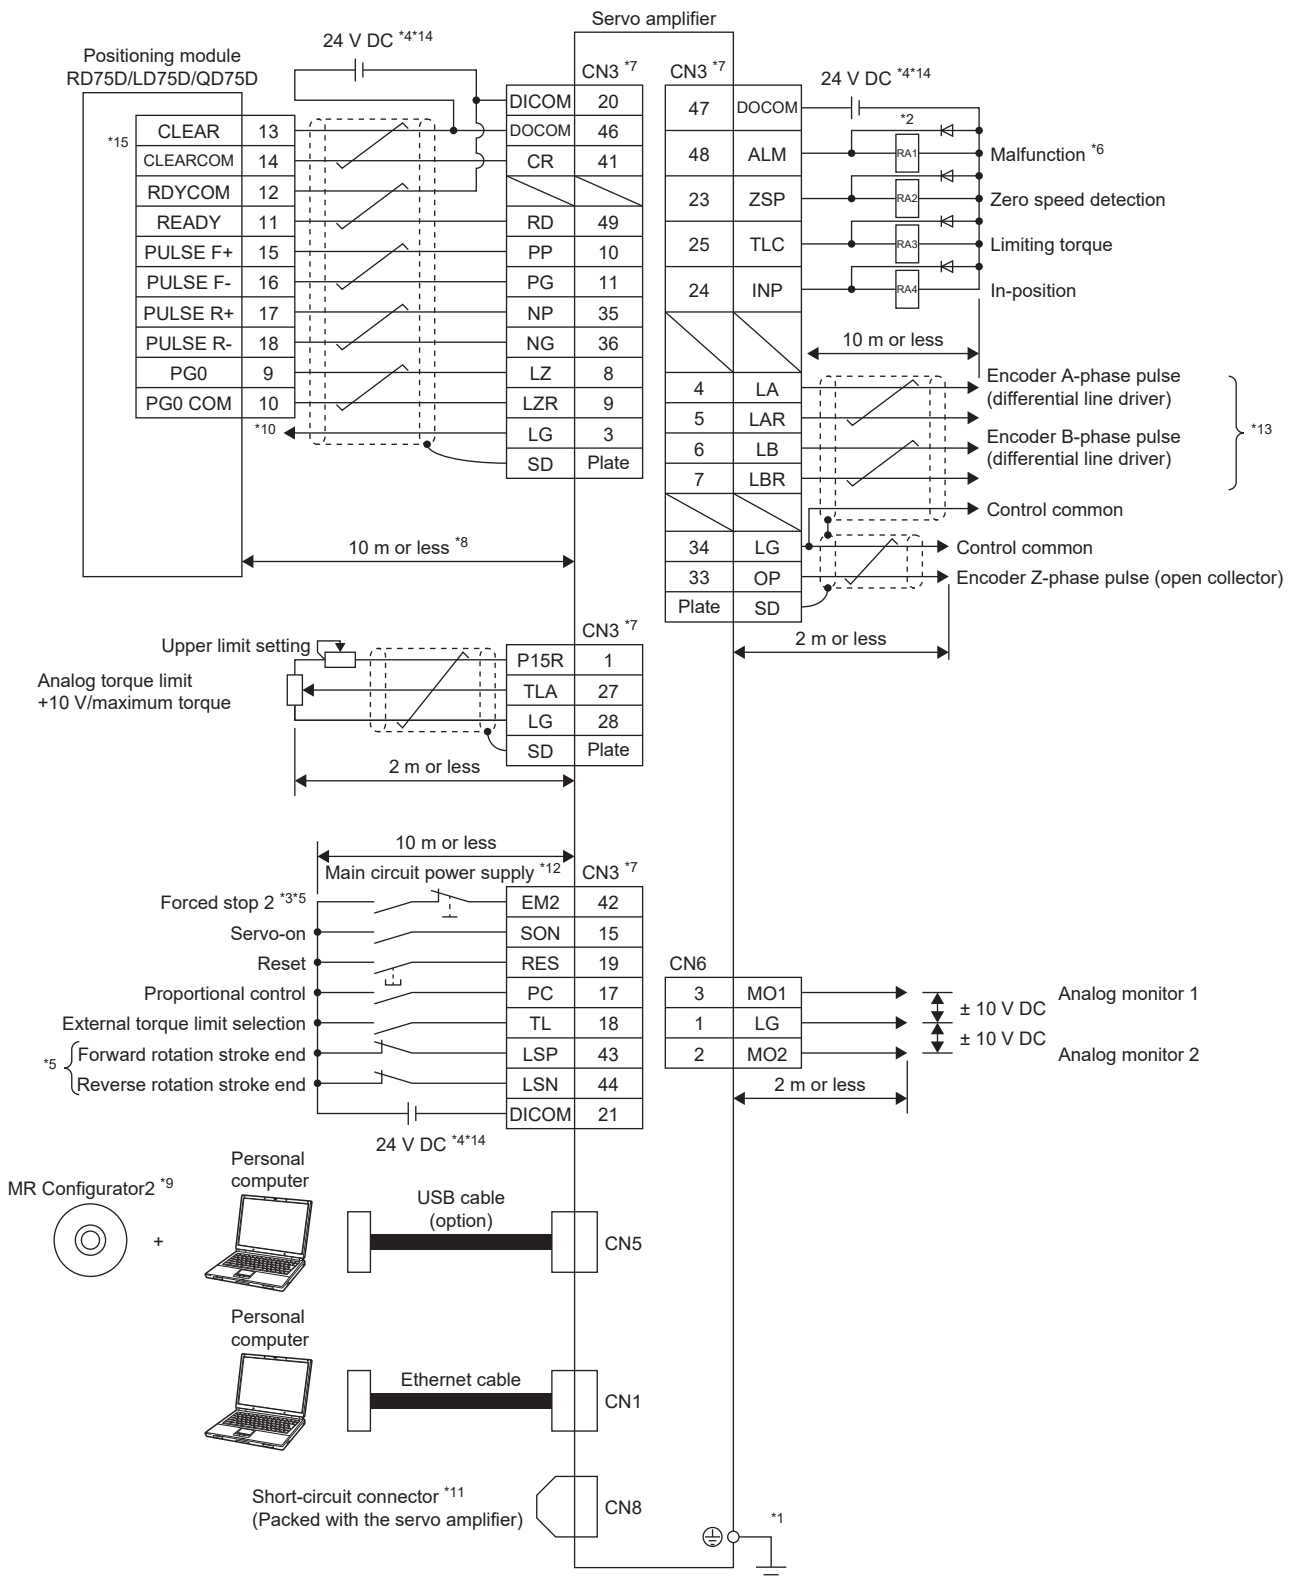 Servo amplifier
24 V DC *4*14
Positioning module
RD75D/LD75D/QD75D
CN3 *7
DICOM 20
*15
CLEAR 13
DOCOM 46
CLEARCOM 14
CR 41
RDYCOM 12
READY 11
RD 49
PULSE F+ 15
PP 10
PULSE F- 16
PG 11
PULSE R+ 17
NP 35
PULSE R- 18
NG 36
PG0 9
LZ 8
PG0 COM 10
LZR 9
*10
LG 3
SD Plate
10 m or less *8
CN3 *7
24 V DC *4*14
47 DOCOM
*2
48 ALM
RA1
Malfunction *6
23 ZSP
RA2
Zero speed detection
25 TLC
RA3
Limiting torque
24 INP
RA4
In-position
10 m or less
4 LA
Encoder A-phase pulse
(differential line driver)
5 LAR
6 LB
Encoder B-phase pulse
(differential line driver)
7 LBR
*13
Control common
34 LG
Control common
33 OP
Encoder Z-phase pulse (open collector)
Plate SD
2 m or less
CN3 *7
Upper limit setting
P15R 1
Analog torque limit
+10 V/maximum torque
TLA 27
LG 28
SD Plate
2 m or less
10 m or less
Main circuit power supply *12
CN3 *7
Forced stop 2 *3*5
EM2 42
Servo-on
SON 15
Reset
RES 19
Proportional control
PC 17
External torque limit selection
TL 18
*5
Forward rotation stroke end
LSP 43
Reverse rotation stroke end
LSN 44
DICOM 21
24 V DC *4*14
CN6
3 MO1
Analog monitor 1
± 10 V DC
1 LG
± 10 V DC
2 MO2
Analog monitor 2
2 m or less
MR Configurator2 *9
+
Personal
computer
USB cable
(option)
CN5
Personal
computer
Ethernet cable
CN1
Short-circuit connector *11
(Packed with the servo amplifier)
CN8
*1